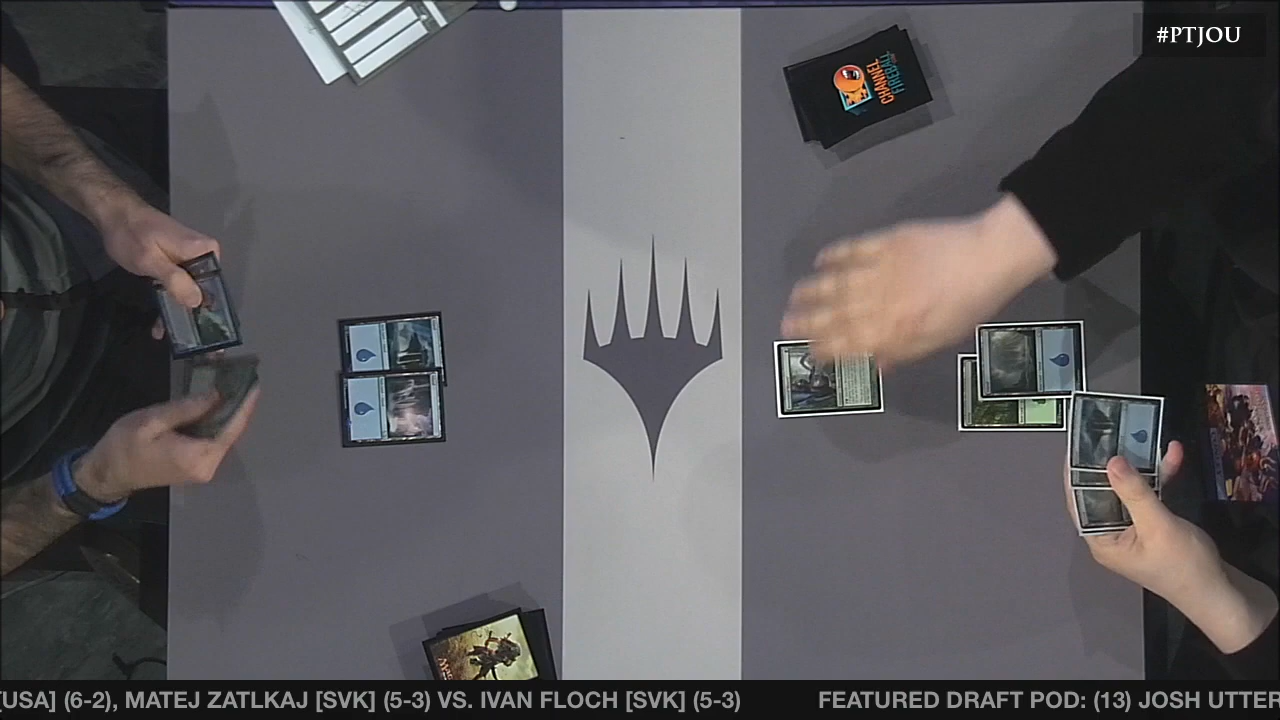 #PTJOU
CHANNEL
FIREBALL
[USA] (6-2), MATEJ ZATLKAJ [SVK] (5-3) VS. IVAN FLOCH [SVK] (5-3) FEATURED DRAFT POD: (13) JOSH UTTER